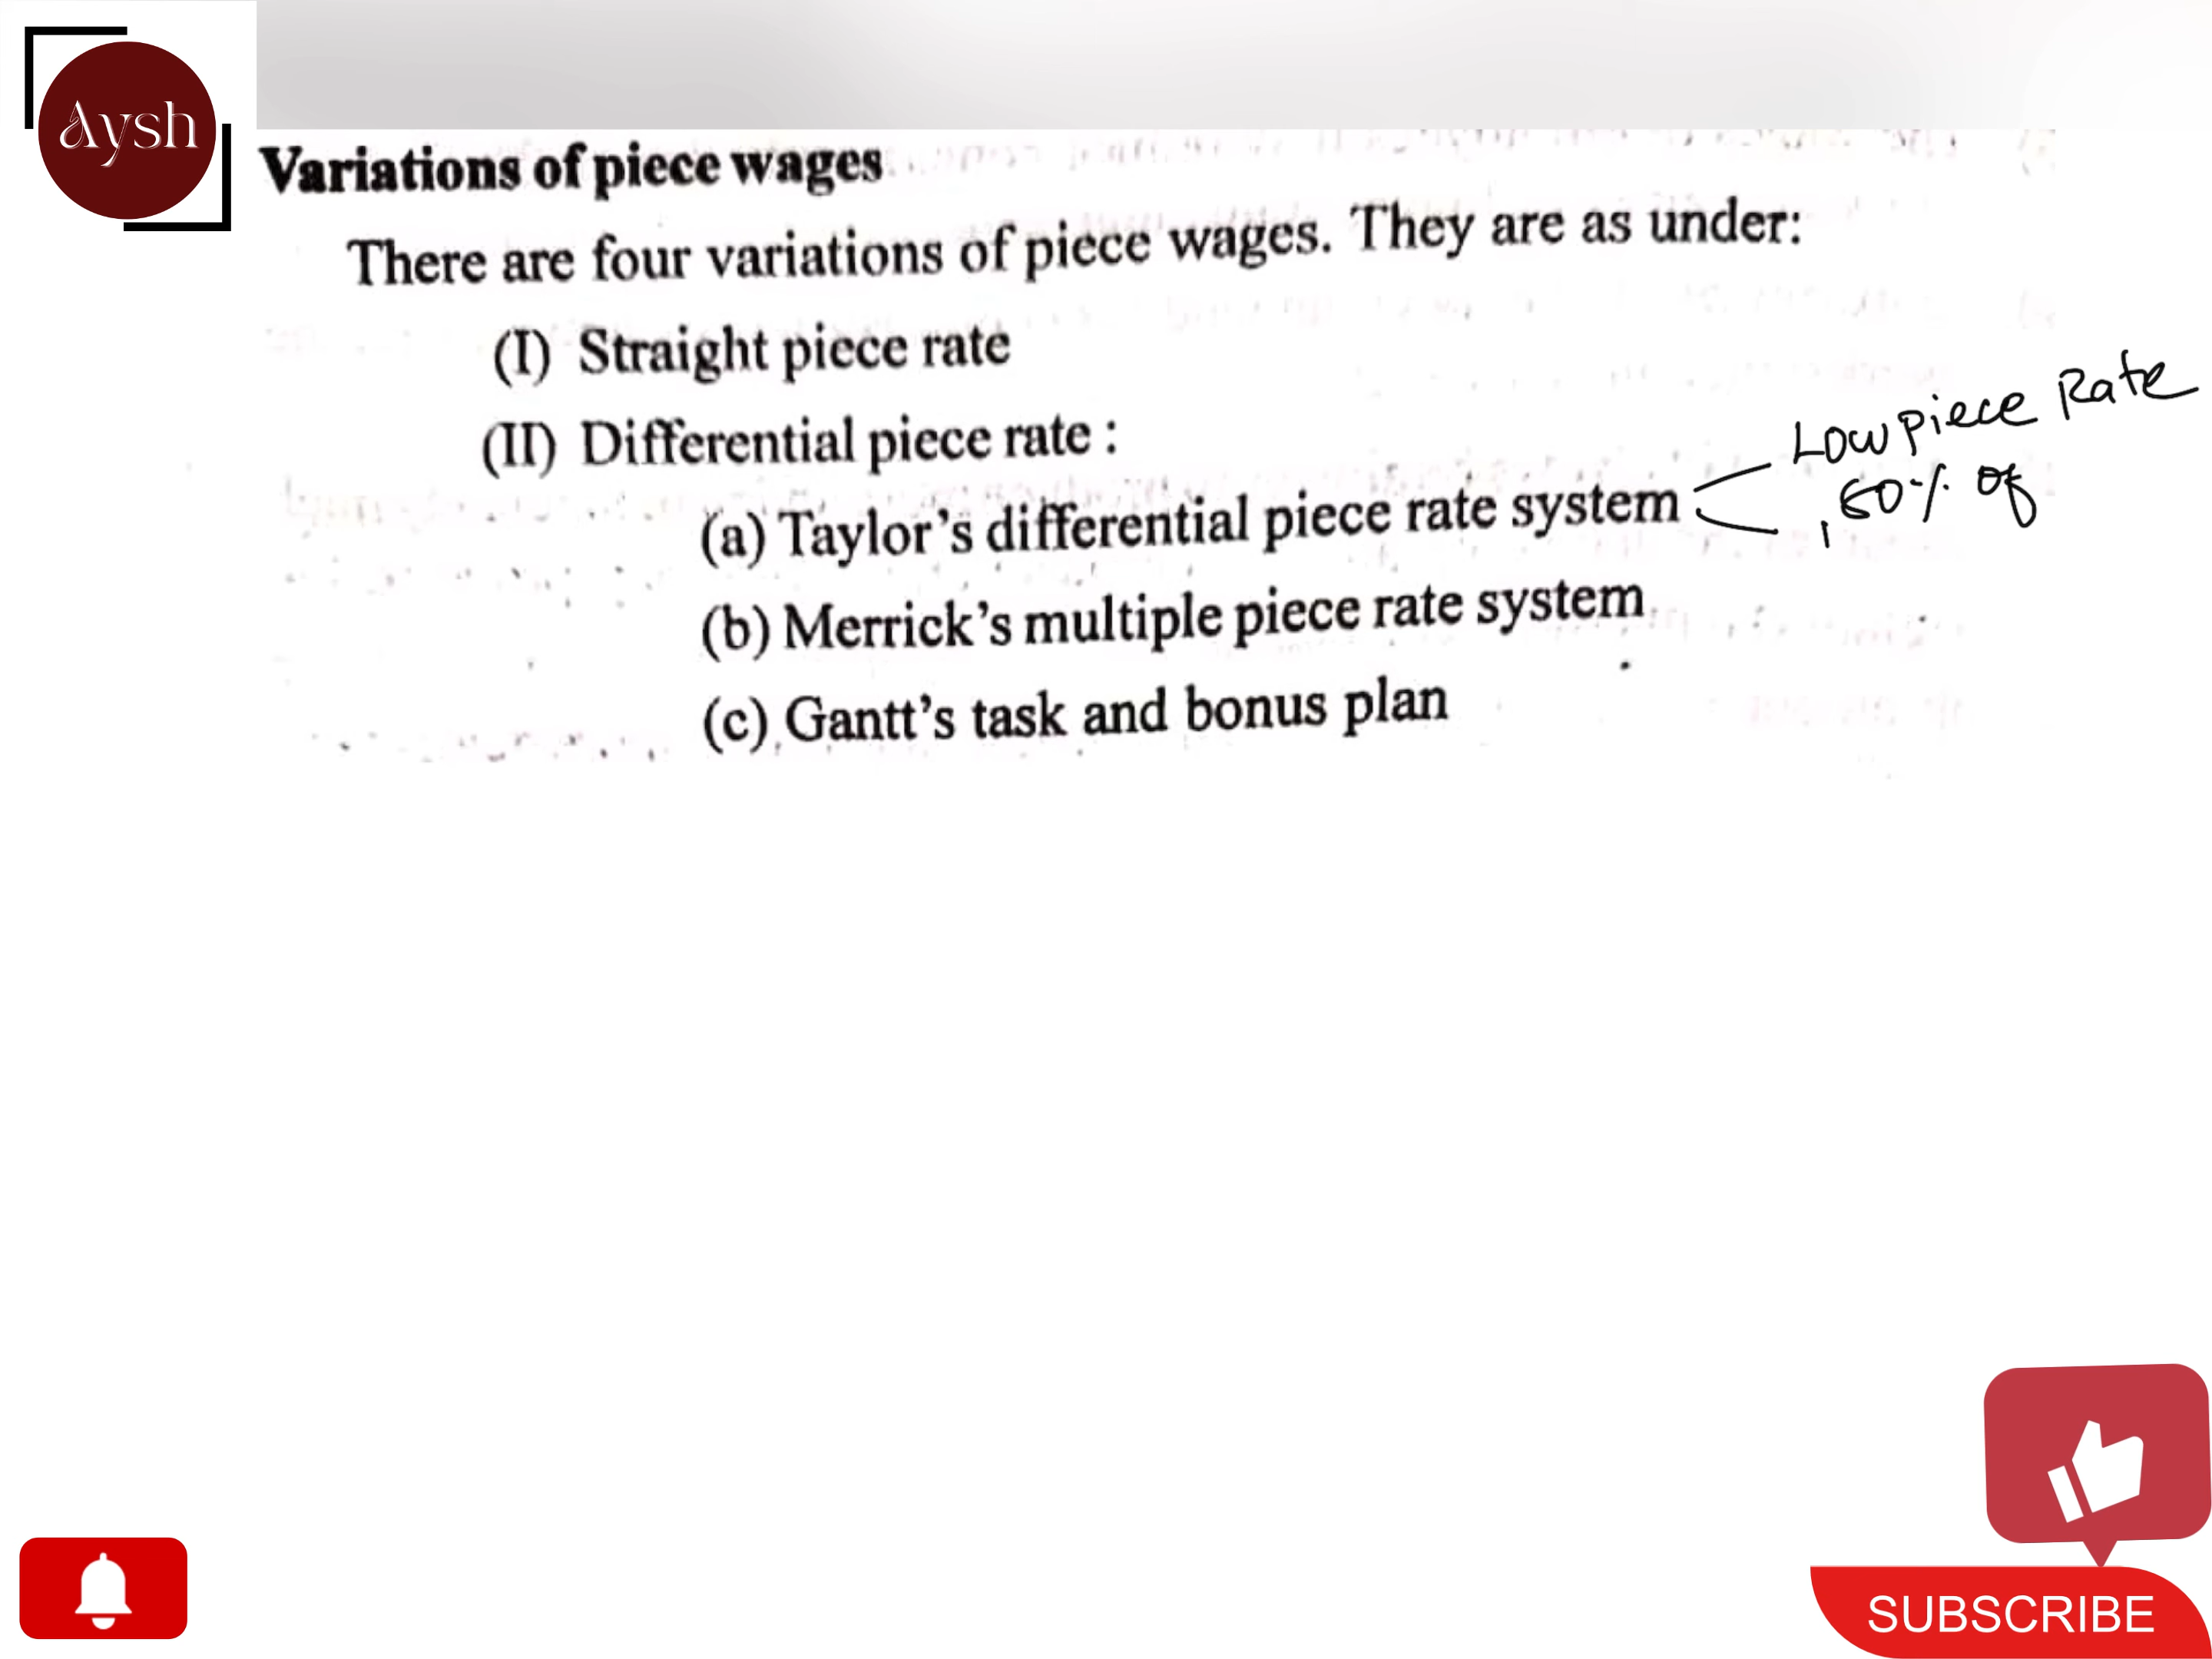 Aysh
Variations of piece wages
There are four variations of piece wages. They are as under:
(I) Straight piece rate
(II) Differential piece rate :
(a) Taylor's differential piece rate system
Low piece Rate
% of
(b) Merrick's multiple piece rate system
(c) Gantt's task and bonus plan
SUBSCRIBE